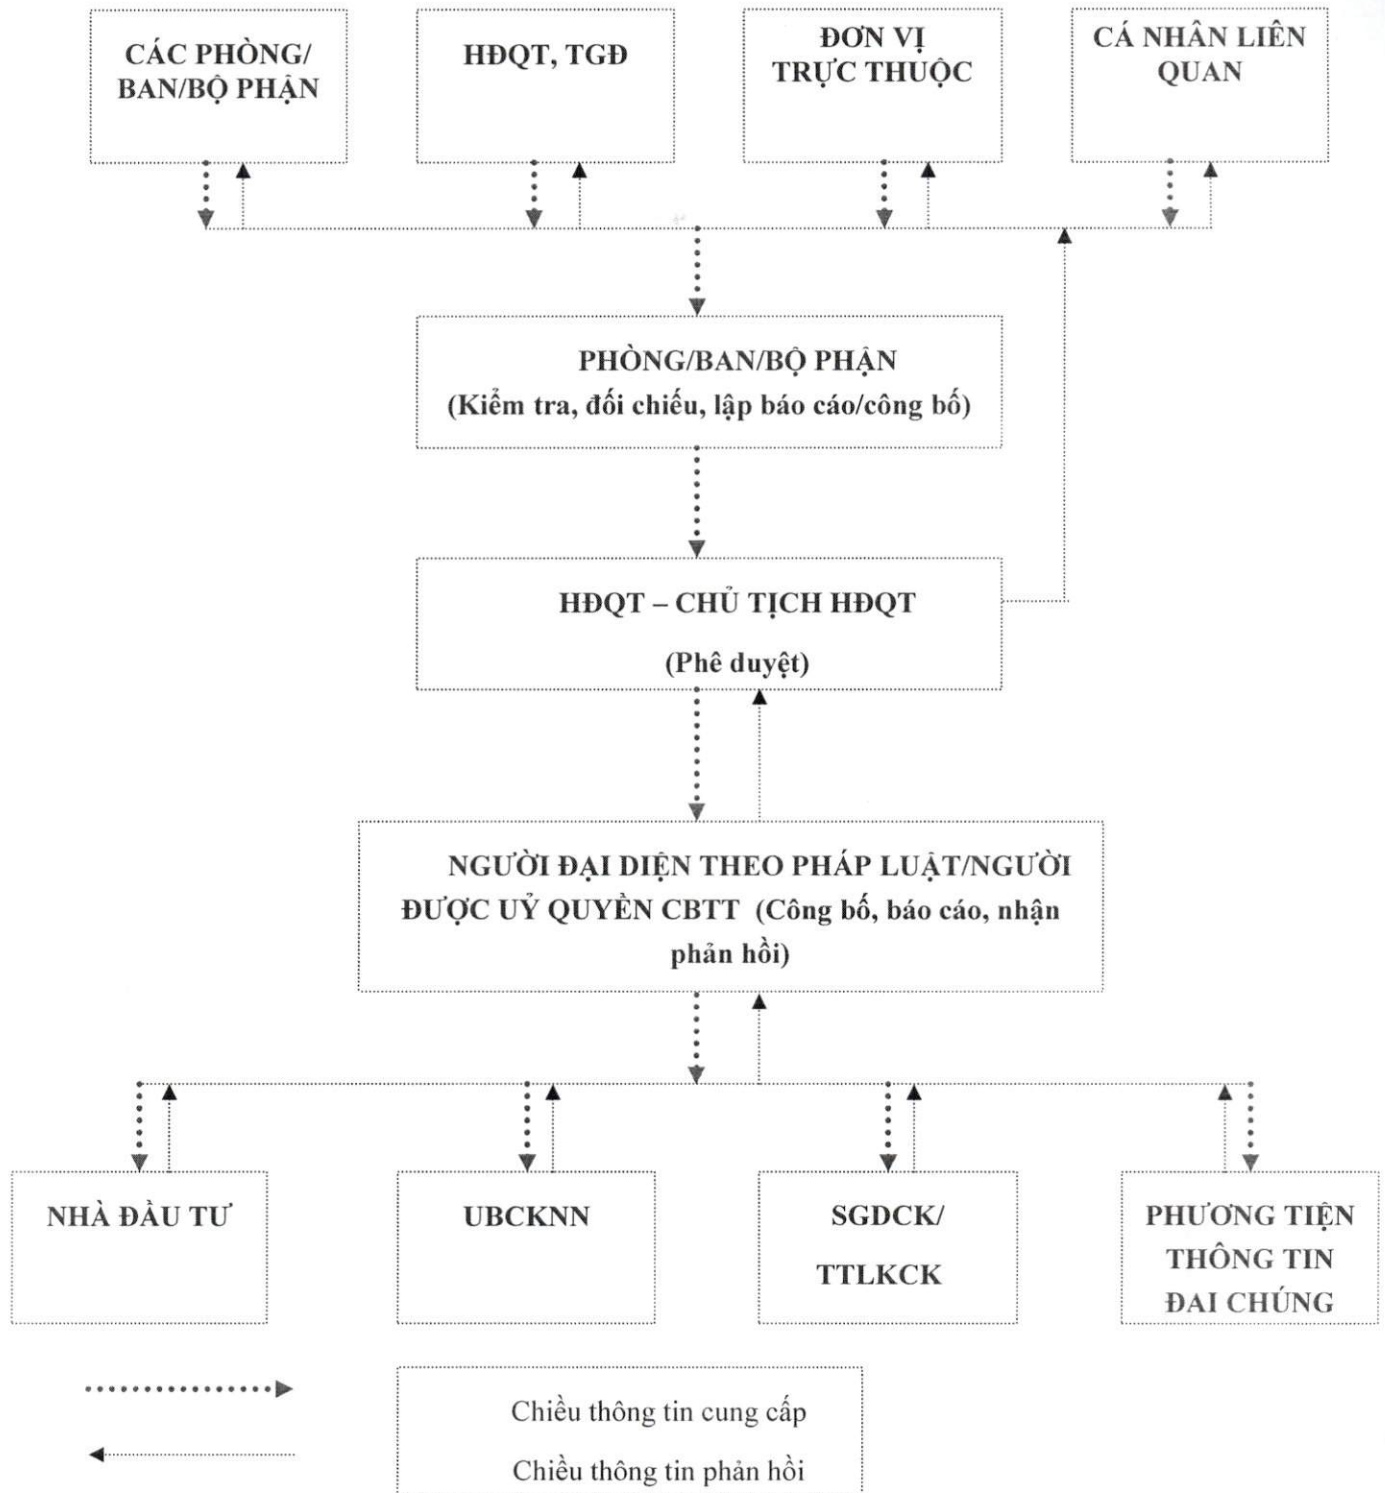 CÁC PHÒNG/
BAN/BỘ PHẬN
HĐQT, TGĐ
ĐƠN VỊ
TRỰC THUỘC
CÁ NHÂN LIÊN
QUAN
PHÒNG/BAN/BỘ PHẬN
(Kiểm tra, đối chiếu, lập báo cáo/công bố)
HĐQT – CHỦ TỊCH HĐQT
(Phê duyệt)
NGƯỜI ĐẠI DIỆN THEO PHÁP LUẬT/NGƯỜI
ĐƯỢC UỶ QUYỀN CBTT (Công bố, báo cáo, nhận
phản hồi)
NHÀ ĐẦU TƯ
UBCKNN
SGDCK/
TTLKCK
PHƯƠNG TIỆN
THÔNG TIN
ĐAI CHÚNG
Chiều thông tin cung cấp
Chiều thông tin phản hồi